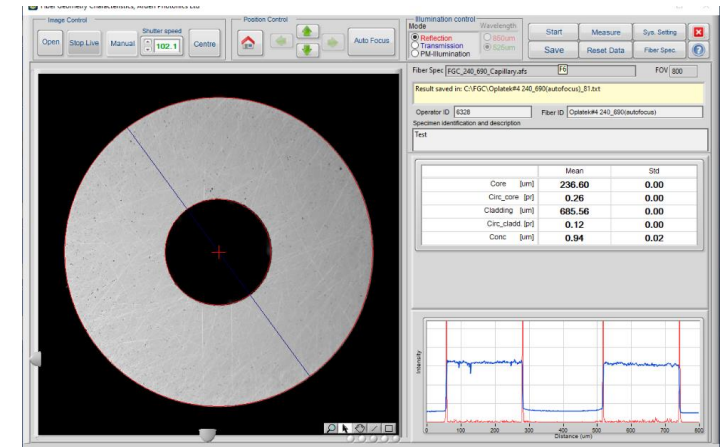 Fiber Geometry Characteristics, Arden Photonics Ltd
Image Control
Open
Stop Live
Manual
Shutter speed
102.1
Centre
Position Control
Auto Focus
Illumination control
Mode
Reflection
Transmission
PM-Illumination
Wavelength
Start
Measure
Sys. Setting
Save
Reset Data
Fiber Spec.
Fiber Spec FGC_240_690_Capillary.afs
FOV 800
Result saved in: C:\FGC\Oplatek#4 240_690(autofocus)_81.txt
Operator ID 6328
Fiber ID Oplatek#4 240_690(autofocus)
Specimen identification and description
Test
Mean Std
Core [um] 236.60 0.00
Circ_core [pr] 0.26 0.00
Cladding [um] 685.56 0.00
Circ_cladd. [pr] 0.12 0.00
Conc [um] 0.94 0.02
Intensity
0 100 200 300 400 500 600 700 800
Distance (um)